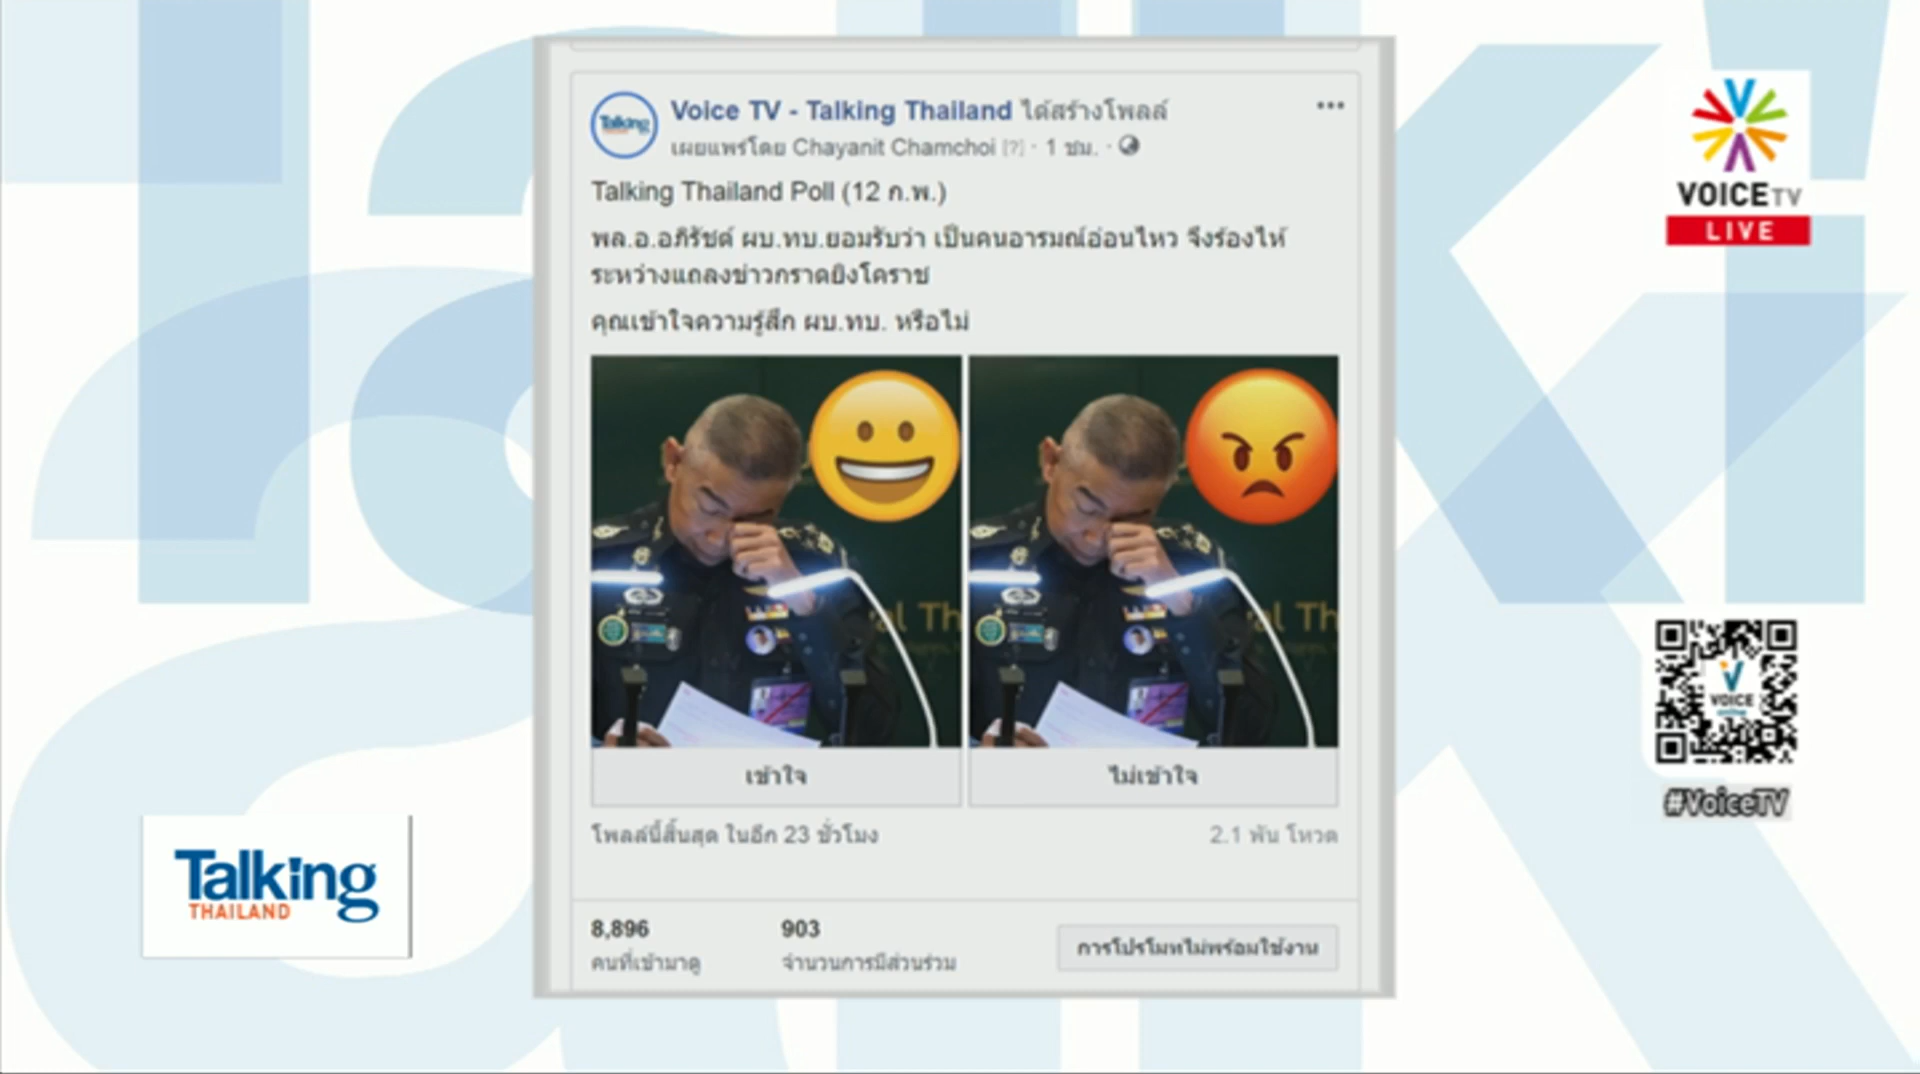 Voice TV - Talking Thailand ได้สร้างโพลล์
เผยแพร่โดย Chayanit Chamchoi [?] · 1 ชม. ·
Talking Thailand Poll (12 ก.พ.)
พล.อ.อภิรัชต์ ผบ.ทบ.ยอมรับว่า เป็นคนอารมณ์อ่อนไหว จึงร้องไห้
ระหว่างแถลงข่าวกราดยิงโคราช
คุณเข้าใจความรู้สึก ผบ.ทบ. หรือไม่
al Th
al Th
เข้าใจ
ไม่เข้าใจ
โพลล์นี้สิ้นสุด ในอีก 23 ชั่วโมง
2.1 พัน โหวต
8,896
903
คนที่เข้ามาดู
จำนวนการมีส่วนร่วม
การโปรโมทไม่พร้อมใช้งาน
Talking
THAILAND
VOICE TV
LIVE
VOICE
#VoiceTV